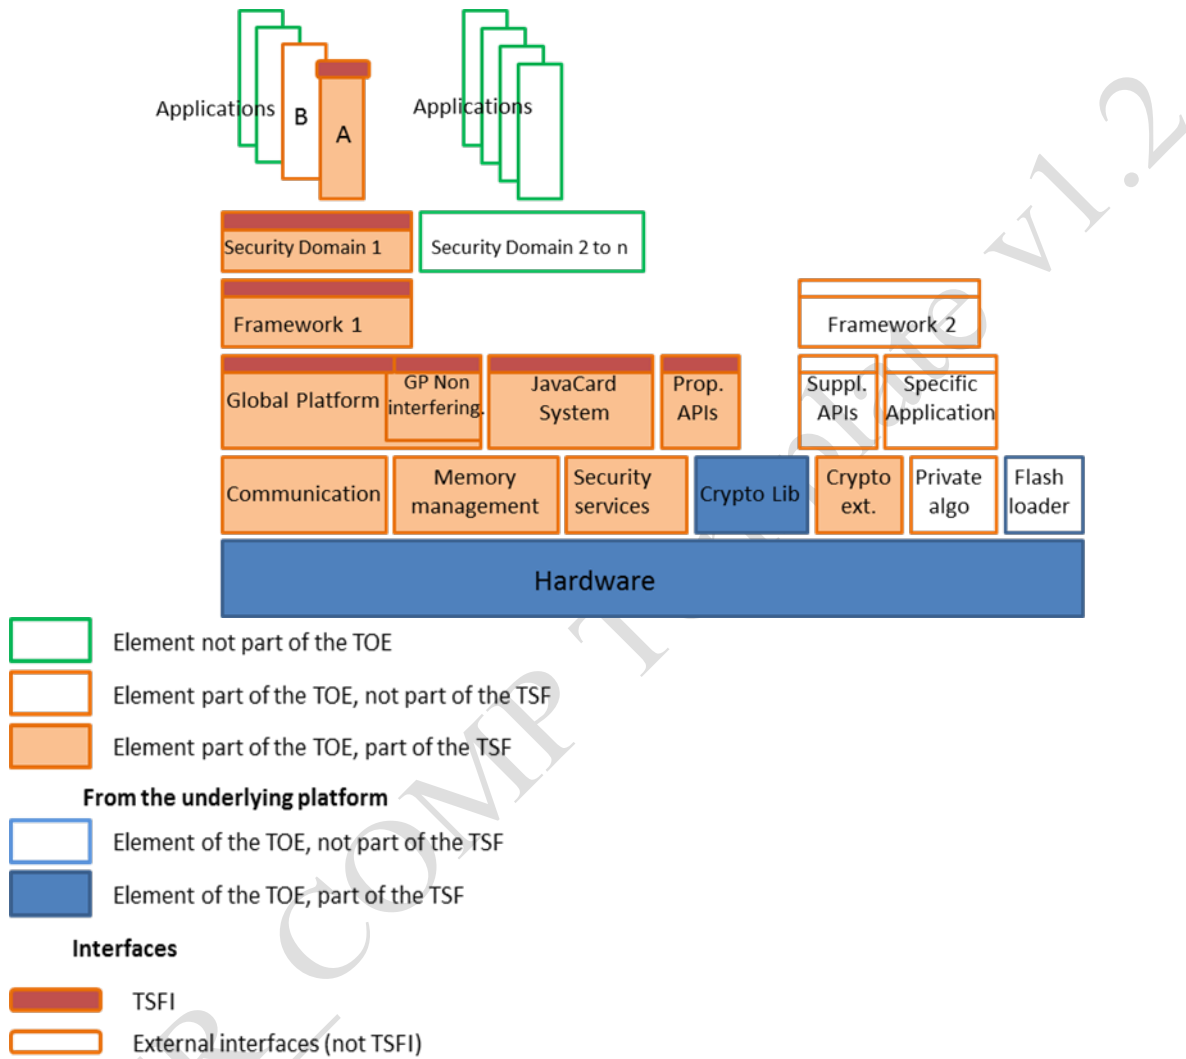 Applications
B
A
Applications
Security Domain 1
Security Domain 2 to n
Framework 1
Framework 2
Global Platform
GP Non
interfering.
JavaCard
System
Prop.
APIs
Suppl.
APIs
Specific
Application
Communication
Memory
management
Security
services
Crypto Lib
Crypto
ext.
Private
algo
Flash
loader
Hardware
Element not part of the TOE
Element part of the TOE, not part of the TSF
Element part of the TOE, part of the TSF
From the underlying platform
Element of the TOE, not part of the TSF
Element of the TOE, part of the TSF
Interfaces
TSFI
External interfaces (not TSFI)